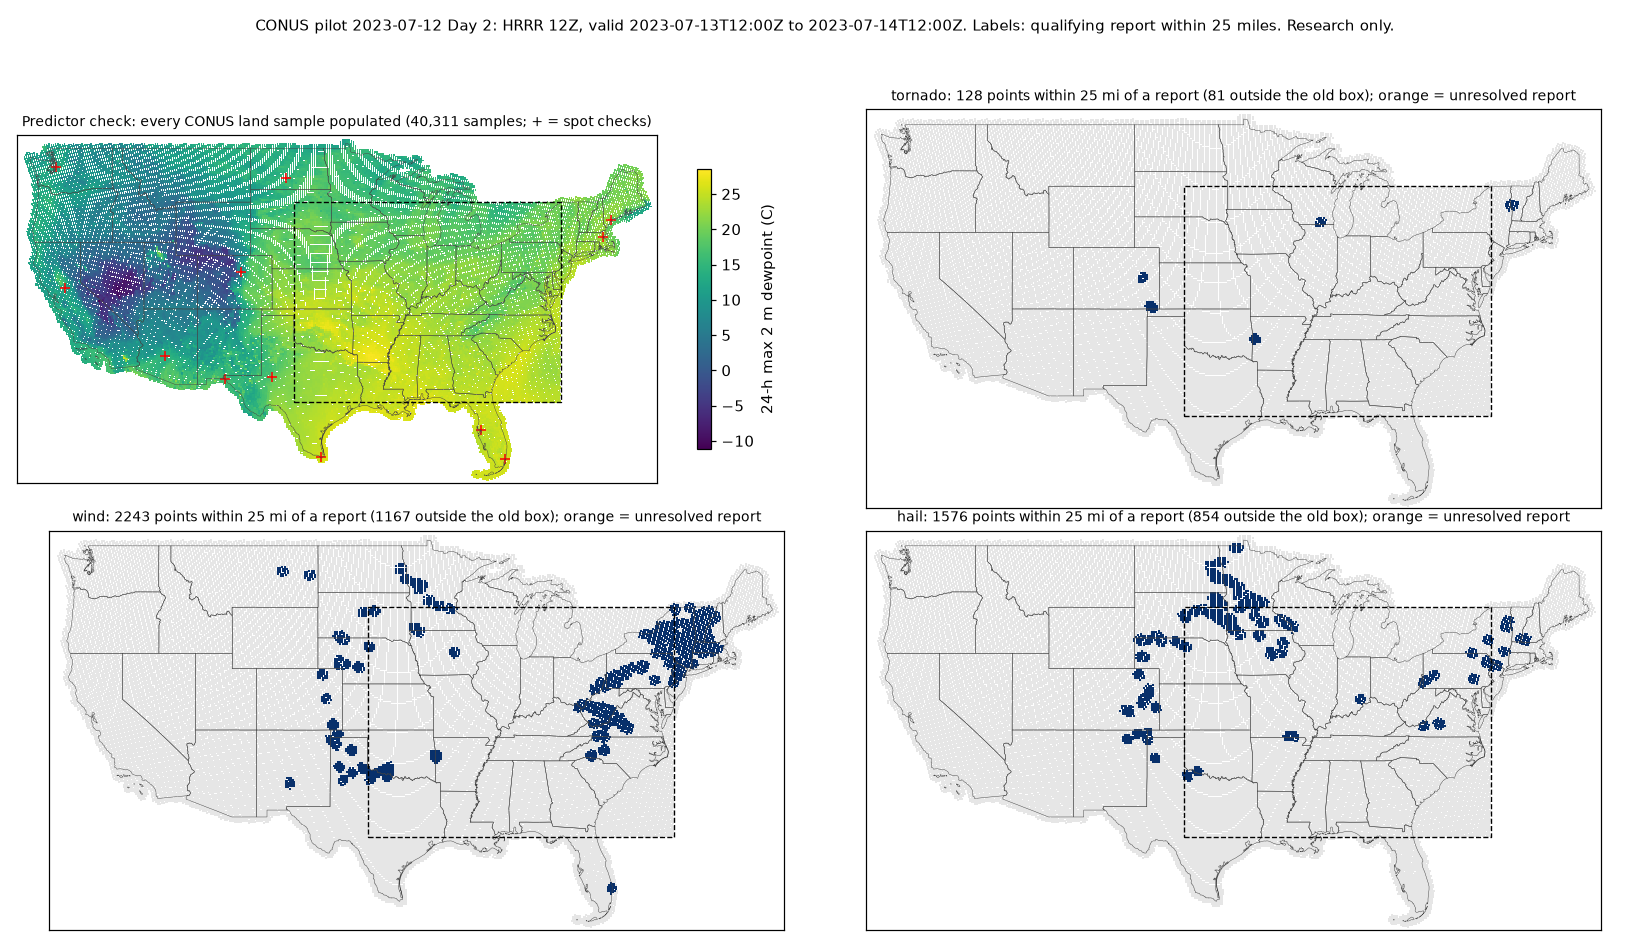 CONUS pilot 2023-07-12 Day 2: HRRR 12Z, valid 2023-07-13T12:00Z to 2023-07-14T12:00Z. Labels: qualifying report within 25 miles. Research only.
Predictor check: every CONUS land sample populated (40,311 samples; + = spot checks)
25
20
15
10
5
0
−5
−10
24-h max 2 m dewpoint (C)
tornado: 128 points within 25 mi of a report (81 outside the old box); orange = unresolved report
wind: 2243 points within 25 mi of a report (1167 outside the old box); orange = unresolved report
hail: 1576 points within 25 mi of a report (854 outside the old box); orange = unresolved report